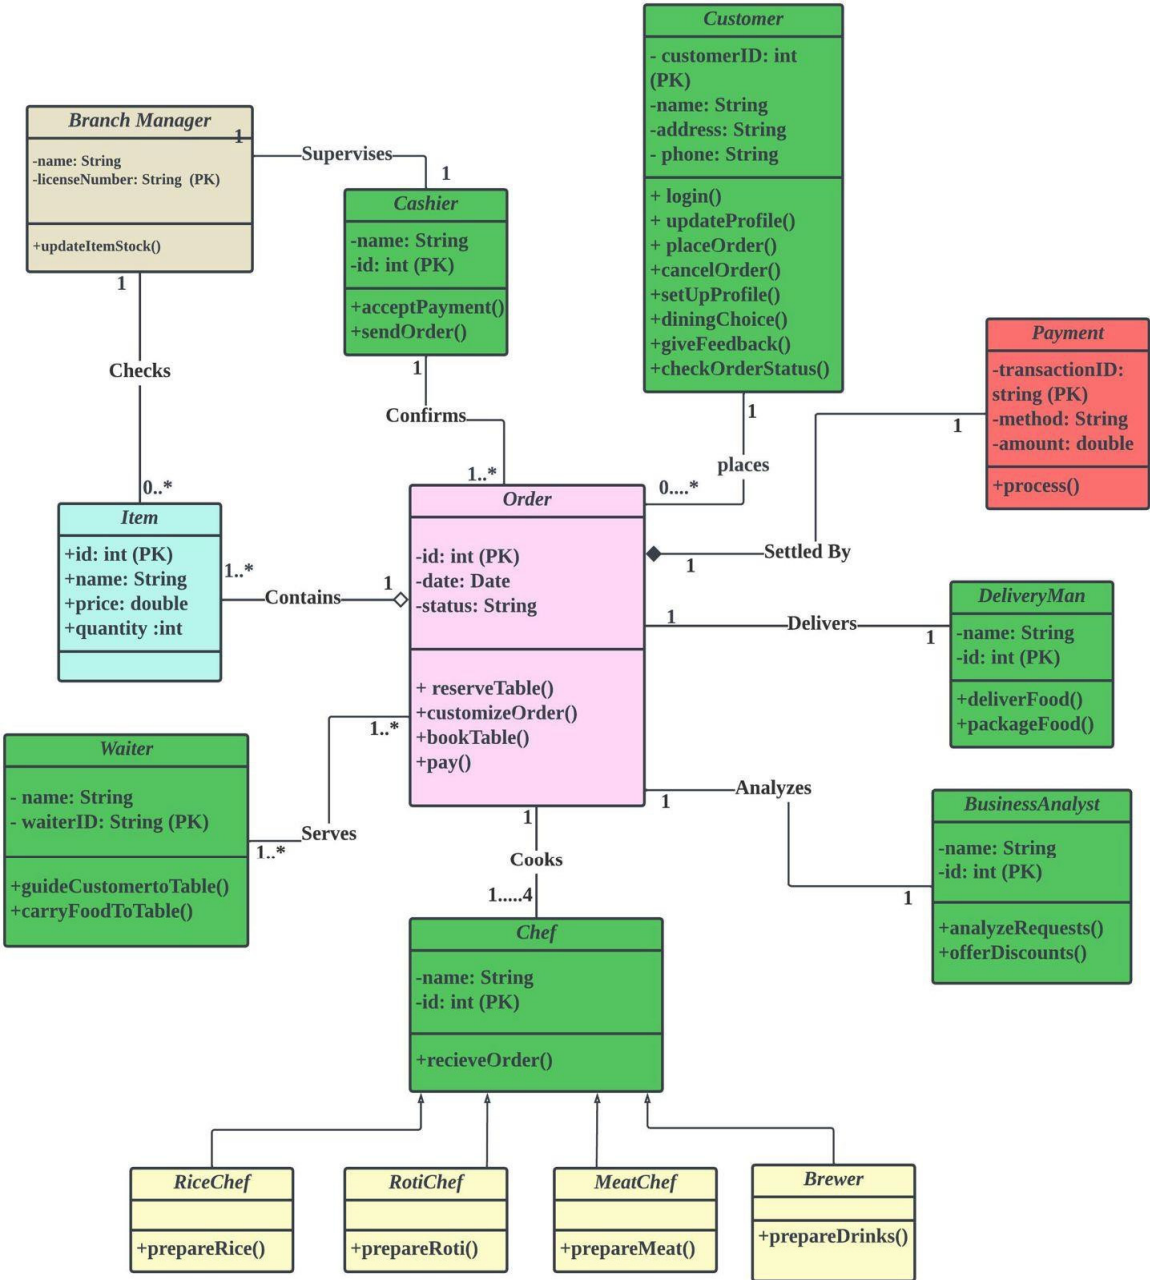 Customer
- customerID: int
(PK)
-name: String
-address: String
- phone: String
+ login()
+ updateProfile()
+ placeOrder()
+cancelOrder()
+setUpProfile()
+diningChoice()
+giveFeedback()
+checkOrderStatus()
Branch Manager
1
-name: String
-licenseNumber: String (PK)
+updateItemStock()
1
Supervises
1
Cashier
-name: String
-id: int (PK)
+acceptPayment()
+sendOrder()
1
Checks
Confirms
1
places
0....*
1..*
0..*
Payment
-transactionID:
string (PK)
-method: String
-amount: double
+process()
1
Settled By
1
Item
+id: int (PK)
+name: String
+price: double
+quantity :int
1..*
Contains
1
Order
-id: int (PK)
-date: Date
-status: String
+ reserveTable()
+customizeOrder()
+bookTable()
+pay()
1
Delivers
1
DeliveryMan
-name: String
-id: int (PK)
+deliverFood()
+packageFood()
Waiter
- name: String
- waiterID: String (PK)
+guideCustomertoTable()
+carryFoodToTable()
1..*
Serves
1..*
1
Analyzes
1
BusinessAnalyst
-name: String
-id: int (PK)
+analyzeRequests()
+offerDiscounts()
1
Cooks
1.....4
Chef
-name: String
-id: int (PK)
+recieveOrder()
RiceChef
+prepareRice()
RotiChef
+prepareRoti()
MeatChef
+prepareMeat()
Brewer
+prepareDrinks()